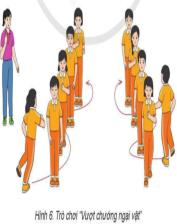 Hình 6. Trò chơi "Vượt chướng ngại vật"